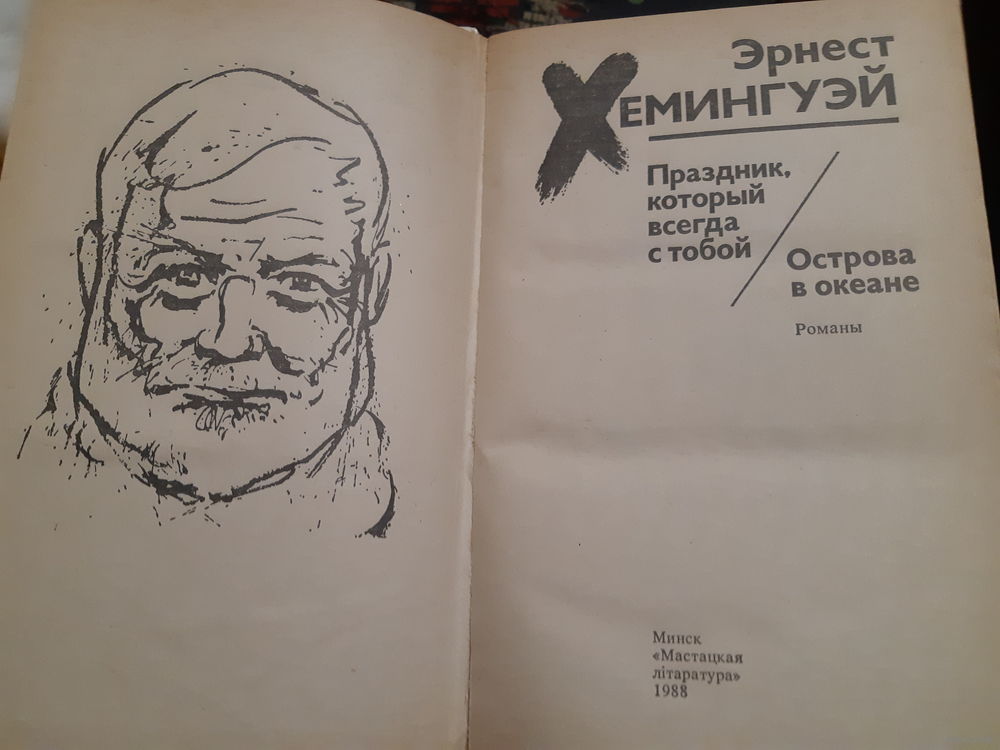 Эрнест
ХЕМИНГУЭЙ
Праздник,
который
всегда
с тобой
Острова
в океане
Романы
Минск
«Мастацкая
літаратура»
1988